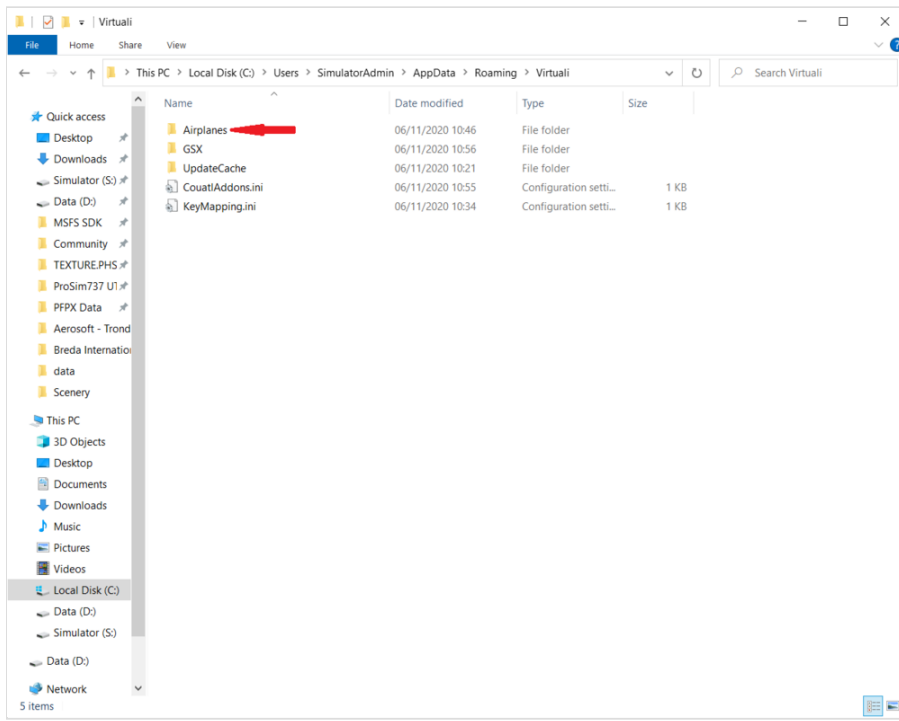 Virtuali
File Home Share View
This PC > Local Disk (C:) > Users > SimulatorAdmin > AppData > Roaming > Virtuali
Search Virtuali
Name Date modified Type Size
Airplanes 06/11/2020 10:46 File folder
GSX 06/11/2020 10:56 File folder
UpdateCache 06/11/2020 10:21 File folder
CouatlAddons.ini 06/11/2020 10:55 Configuration setti... 1 KB
KeyMapping.ini 06/11/2020 10:34 Configuration setti... 1 KB
Quick access
Desktop
Downloads
Simulator (S:)
Data (D:)
MSFS SDK
Community
TEXTURE.PHS
ProSim737 U
PFPX Data
Aerosoft - Trond
Breda Internatio
data
Scenery
This PC
3D Objects
Desktop
Documents
Downloads
Music
Pictures
Videos
Local Disk (C:)
Data (D:)
Simulator (S:)
Data (D:)
Network
5 items